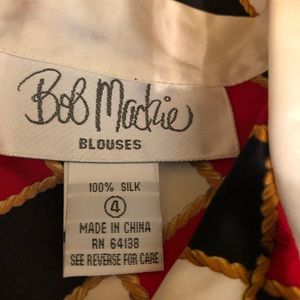 Bob Mackie
BLOUSES
100% SILK
4
MADE IN CHINA
RN 64138
SEE REVERSE FOR CARE